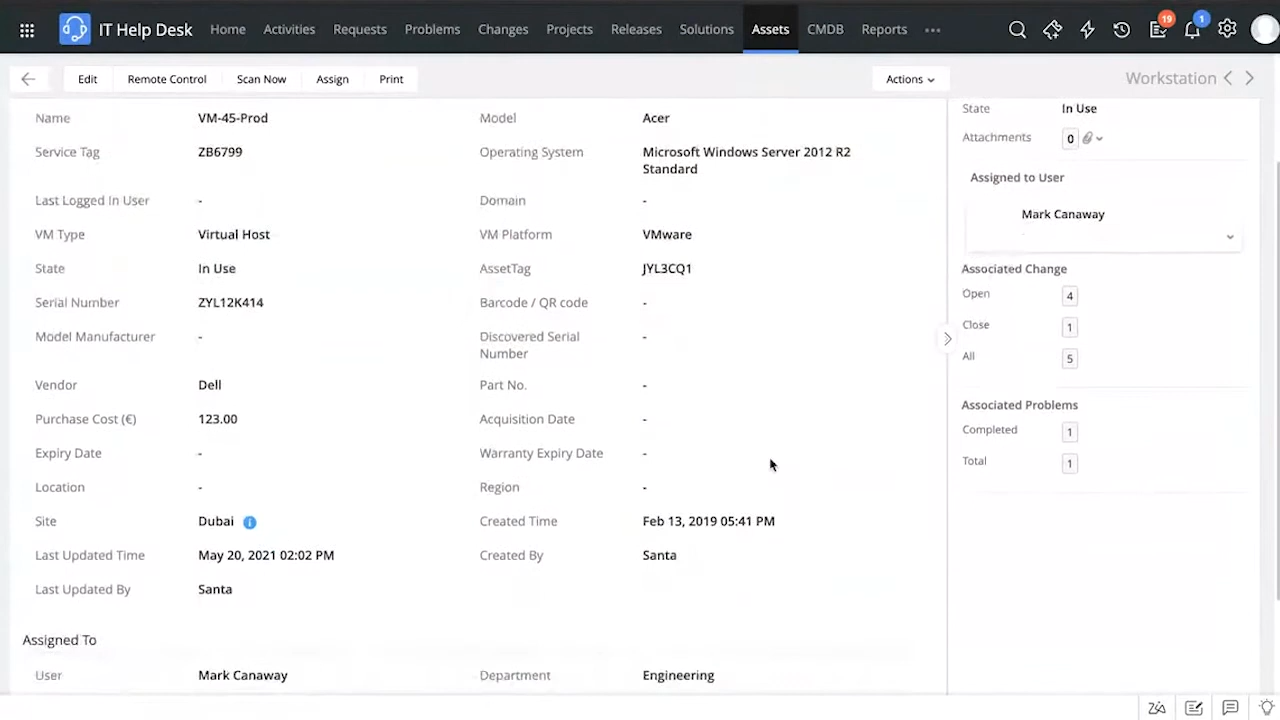 IT Help Desk Home Activities Requests Problems Changes Projects Releases Solutions Assets CMDB Reports 19 1
Edit Remote Control Scan Now Assign Print Actions Workstation
Name VM-45-Prod Model Acer
Service Tag ZB6799 Operating System Microsoft Windows Server 2012 R2
Standard
Last Logged In User - Domain -
VM Type Virtual Host VM Platform VMware
State In Use AssetTag JYL3CQ1
Serial Number ZYL12K414 Barcode / QR code -
Model Manufacturer - Discovered Serial -
Number
Vendor Dell Part No. -
Purchase Cost (€) 123.00 Acquisition Date -
Expiry Date - Warranty Expiry Date -
Location - Region -
Site Dubai Created Time Feb 13, 2019 05:41 PM
Last Updated Time May 20, 2021 02:02 PM Created By Santa
Last Updated By Santa
Assigned To
User Mark Canaway Department Engineering
State In Use
Attachments 0
Assigned to User
Mark Canaway
Associated Change
Open 4
Close 1
All 5
Associated Problems
Completed 1
Total 1